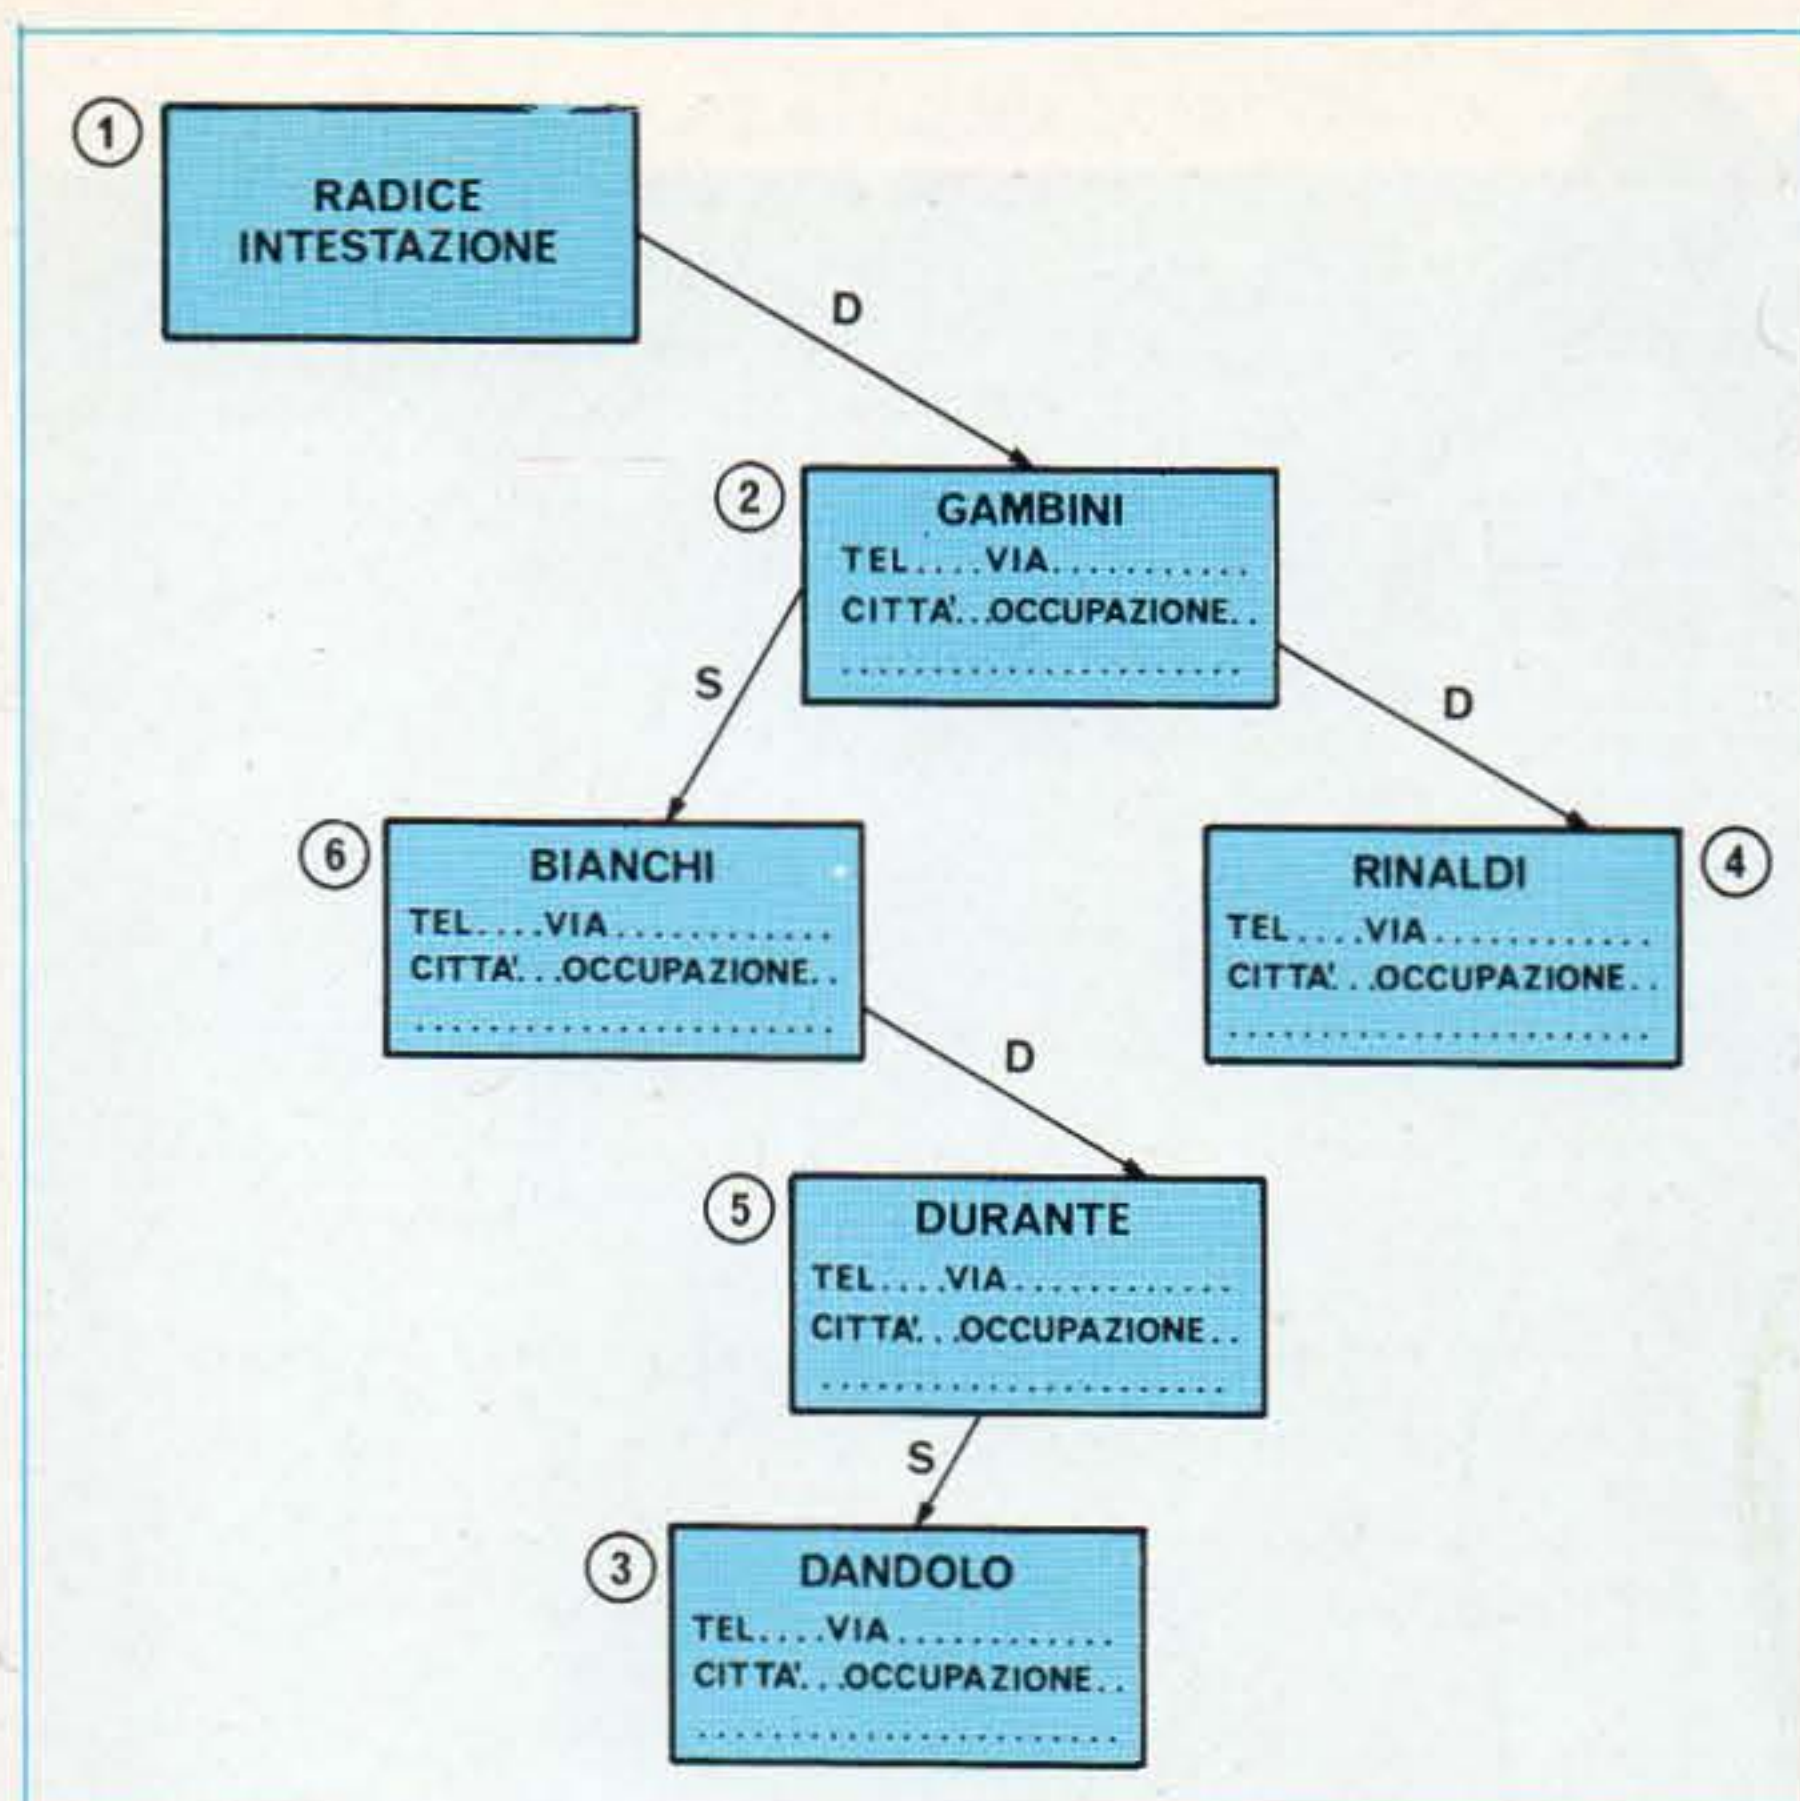 1
RADICE
INTESTAZIONE
D
2
GAMBINI
TEL....VIA...........
CITTA'...OCCUPAZIONE..
......................
S
D
6
BIANCHI
TEL....VIA............
CITTA'...OCCUPAZIONE..
.......................
RINALDI
4
TEL....VIA............
CITTA'...OCCUPAZIONE..
.......................
D
5
DURANTE
TEL....VIA............
CITTA'...OCCUPAZIONE..
......................
S
3
DANDOLO
TEL....VIA............
CITTA'...OCCUPAZIONE..
.......................